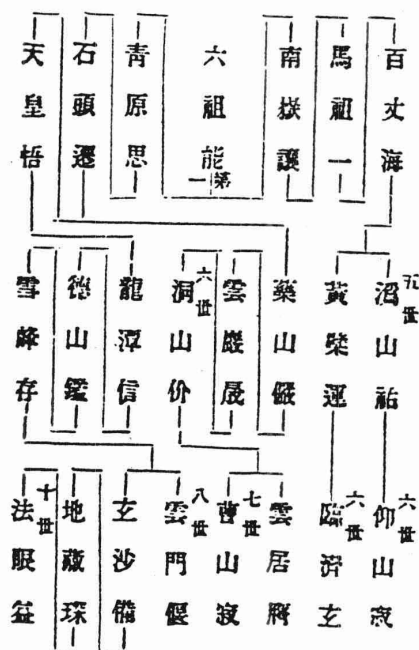 百丈海
馬祖一
南嶽讓
六祖能 第一
青原思
石頭遷
天皇悟
五世 溈山祐
黃檗運
藥山儼
雲巖晟
六世 洞山价
龍潭信
德山鑑
雪峰存
六世 仰山寂
六世 臨濟玄
雲居膺
七世 曹山寂
八世 雲門偃
玄沙備
地藏琛
十世 法眼益